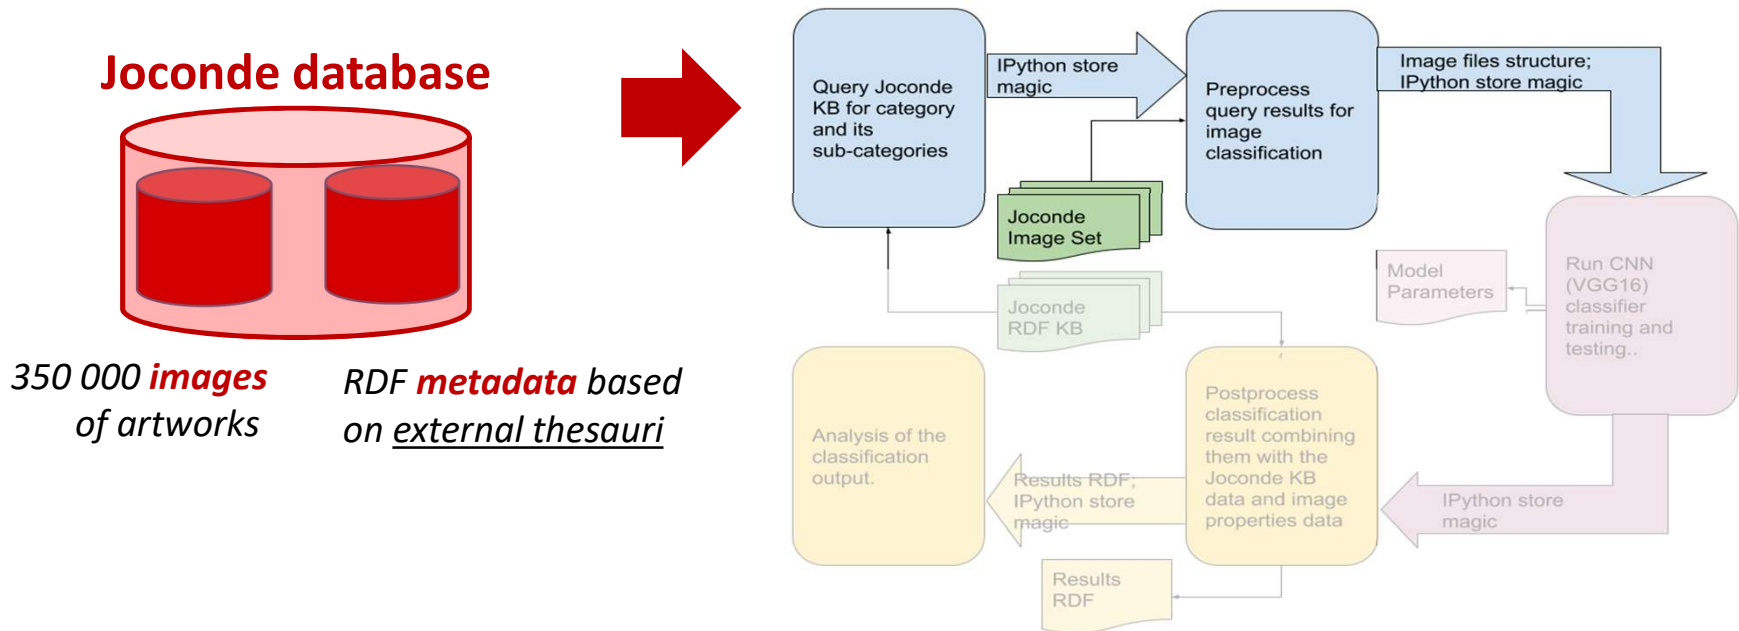 Joconde database
350 000 images
of artworks
RDF metadata based
on external thesauri
Query Joconde
KB for category
and its
sub-categories
IPython store
magic
Preprocess
query results for
image
classification
Image files structure;
IPython store magic
Joconde
Image Set
Joconde
RDF KB
Model
Parameters
Run CNN
(VGG16)
classifier
training and
testing..
IPython store
magic
Postprocess
classification
result combining
them with the
Joconde KB
data and image
properties data
Results RDF;
IPython store
magic
Analysis of the
classification
output.
Results
RDF